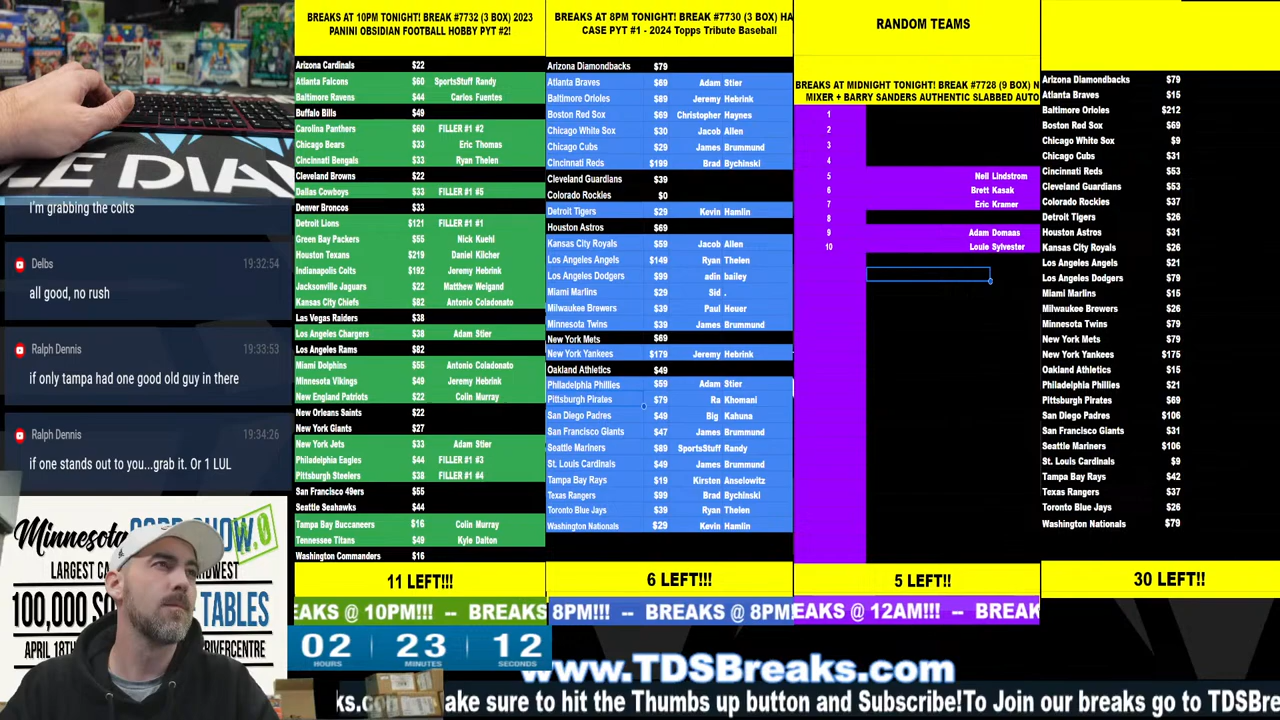 LE DIA
I'm grabbing the colts
Delbs 19:32:54
all good, no rush
Ralph Dennis 19:33:53
if only tampa had one good old guy in there
Ralph Dennis 19:34:26
if one stands out to you...grab it. Or 1 LUL
Minnesota
LARGEST CA
100,000 SQ
TABLES
APRIL 18TH
RIVERCENTRE
BREAKS AT 10PM TONIGHT! BREAK #7732 (3 BOX) 2023
PANINI OBSIDIAN FOOTBALL HOBBY PYT #2!
Arizona Cardinals $22
Atlanta Falcons $60 SportsStuff Randy
Baltimore Ravens $44 Carlos Fuentes
Buffalo Bills $49
Carolina Panthers $60 FILLER #1 #2
Chicago Bears $33 Eric Thomas
Cincinnati Bengals $33 Ryan Thelen
Cleveland Browns $22
Dallas Cowboys $33 FILLER #1 #5
Denver Broncos $33
Detroit Lions $121 FILLER #1 #1
Green Bay Packers $55 Nick Kuehl
Houston Texans $219 Daniel Kilcher
Indianapolis Colts $192 Jeremy Hebrink
Jacksonville Jaguars $22 Matthew Weigand
Kansas City Chiefs $82 Antonio Coladonato
Las Vegas Raiders $38
Los Angeles Chargers $38 Adam Stier
Los Angeles Rams $82
Miami Dolphins $55 Antonio Coladonato
Minnesota Vikings $49 Jeremy Hebrink
New England Patriots $22 Colin Murray
New Orleans Saints $22
New York Giants $27
New York Jets $33 Adam Stier
Philadelphia Eagles $44 FILLER #1 #3
Pittsburgh Steelers $38 FILLER #1 #4
San Francisco 49ers $55
Seattle Seahawks $44
Tampa Bay Buccaneers $16 Colin Murray
Tennessee Titans $49 Kyle Dalton
Washington Commanders $16
11 LEFT!!!
EAKS @ 10PM!!! -- BREAKS
02 23 12
HOURS MINUTES SECONDS
BREAKS AT 8PM TONIGHT! BREAK #7730 (3 BOX) HA
CASE PYT #1 - 2024 Topps Tribute Baseball
Arizona Diamondbacks $79
Atlanta Braves $69 Adam Stier
Baltimore Orioles $89 Jeremy Hebrink
Boston Red Sox $69 Christopher Haynes
Chicago White Sox $30 Jacob Allen
Chicago Cubs $29 James Brummund
Cincinnati Reds $199 Brad Bychinski
Cleveland Guardians $39
Colorado Rockies $0
Detroit Tigers $29 Kevin Hamlin
Houston Astros $69
Kansas City Royals $59 Jacob Allen
Los Angeles Angels $149 Ryan Thelen
Los Angeles Dodgers $99 adin bailey
Miami Marlins $29 Sid .
Milwaukee Brewers $39 Paul Heuer
Minnesota Twins $39 James Brummund
New York Mets $69
New York Yankees $179 Jeremy Hebrink
Oakland Athletics $49
Philadelphia Phillies $59 Adam Stier
Pittsburgh Pirates $79 Ra Khomani
San Diego Padres $49 Big Kahuna
San Francisco Giants $47 James Brummund
Seattle Mariners $89 SportsStuff Randy
St. Louis Cardinals $49 James Brummund
Tampa Bay Rays $19 Kirsten Anselowitz
Texas Rangers $99 Brad Bychinski
Toronto Blue Jays $39 Ryan Thelen
Washington Nationals $29 Kevin Hamlin
6 LEFT!!!
8PM!!! -- BREAKS @ 8PM
RANDOM TEAMS
BREAKS AT MIDNIGHT TONIGHT! BREAK #7728 (9 BOX) N
MIXER + BARRY SANDERS AUTHENTIC SLABBED AUTO
1
2
3
4
5 Neil Lindstrom
6 Brett Kasak
7 Eric Kramer
8
9 Adam Domaas
10 Louie Sylvester
5 LEFT!!
EAKS @ 12AM!!! -- BREAK
Arizona Diamondbacks $79
Atlanta Braves $15
Baltimore Orioles $212
Boston Red Sox $69
Chicago White Sox $9
Chicago Cubs $31
Cincinnati Reds $53
Cleveland Guardians $53
Colorado Rockies $37
Detroit Tigers $26
Houston Astros $31
Kansas City Royals $26
Los Angeles Angels $21
Los Angeles Dodgers $79
Miami Marlins $15
Milwaukee Brewers $26
Minnesota Twins $79
New York Mets $79
New York Yankees $175
Oakland Athletics $15
Philadelphia Phillies $21
Pittsburgh Pirates $69
San Diego Padres $106
San Francisco Giants $31
Seattle Mariners $106
St. Louis Cardinals $9
Tampa Bay Rays $42
Texas Rangers $37
Toronto Blue Jays $26
Washington Nationals $79
30 LEFT!!
www.TDSBreaks.com
ks.co ake sure to hit the Thumbs up button and Subscribe!To Join our breaks go to TDSBre